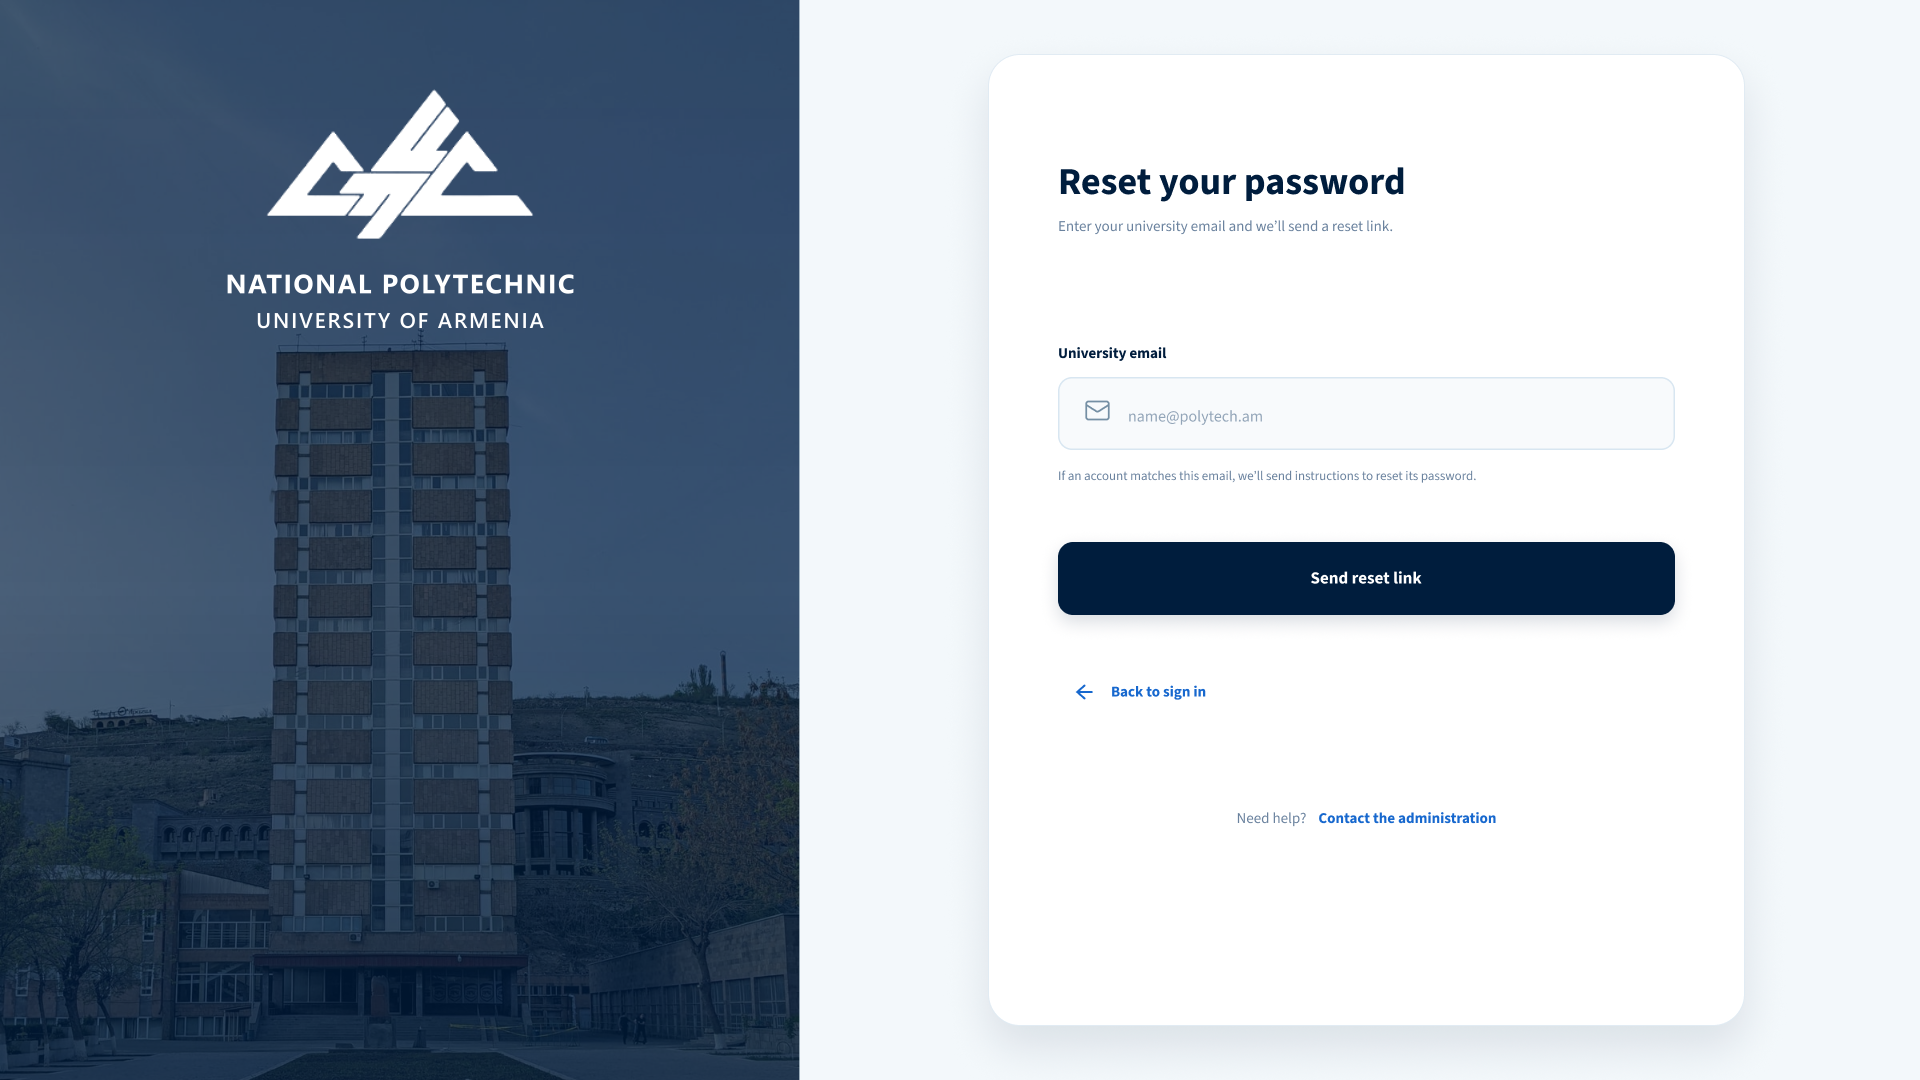 NATIONAL POLYTECHNIC
UNIVERSITY OF ARMENIA
Reset your password
Enter your university email and we’ll send a reset link.
University email
name@polytech.am
If an account matches this email, we’ll send instructions to reset its password.
Send reset link
Back to sign in
Need help? Contact the administration